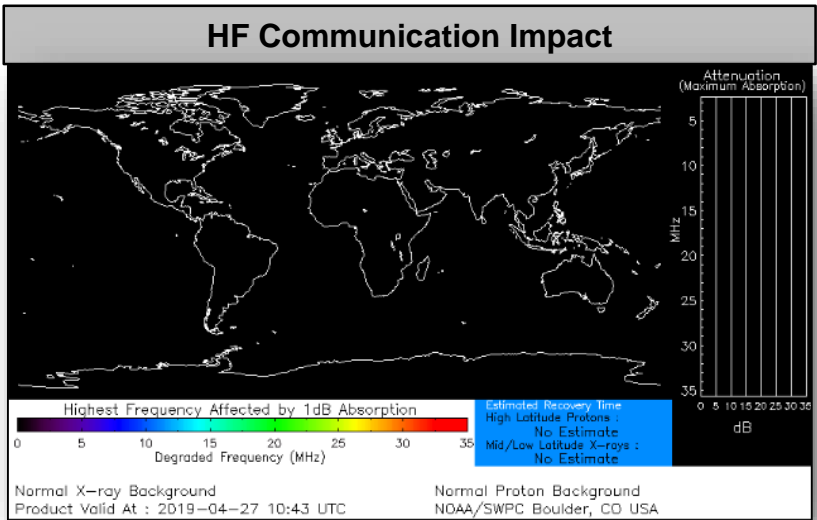 HF Communication Impact
Attenuation
(Maximum Absorption)
5
10
15
20
25
30
35
MHz
0 5 10 15 20 25 30 35
dB
Highest Frequency Affected by 1dB Absorption
0 5 10 15 20 25 30 35
Degraded Frequency (MHz)
Estimated Recovery Time
High Latitude Protons :
No Estimate
Mid/Low Latitude X-rays :
No Estimate
Normal X-ray Background
Product Valid At : 2019-04-27 10:43 UTC
Normal Proton Background
NOAA/SWPC Boulder, CO USA